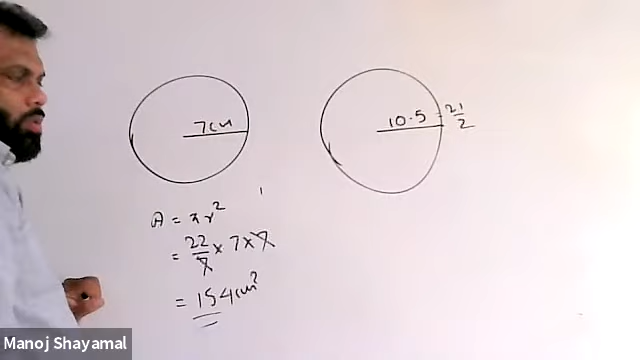 7cm
10.5 = 21/2
A = πr²
= 22/7 × 7 × 7
= 154cm²
Manoj Shayamal